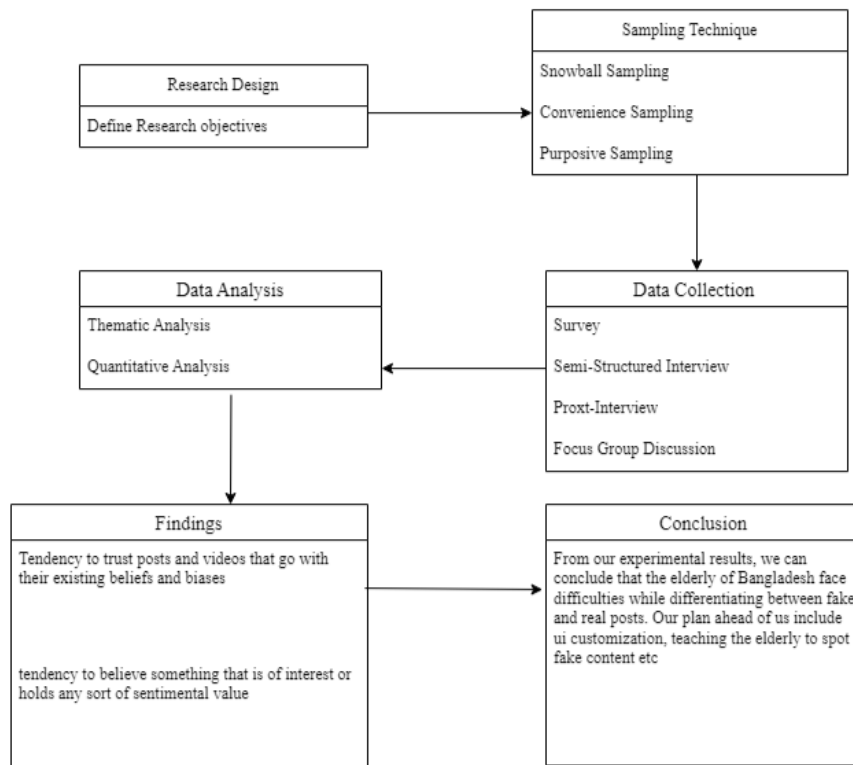 Research Design
Define Research objectives
Sampling Technique
Snowball Sampling
Convenience Sampling
Purposive Sampling
Data Collection
Survey
Semi-Structured Interview
Proxt-Interview
Focus Group Discussion
Data Analysis
Thematic Analysis
Quantitative Analysis
Findings
Tendency to trust posts and videos that go with
their existing beliefs and biases
tendency to believe something that is of interest or
holds any sort of sentimental value
Conclusion
From our experimental results, we can
conclude that the elderly of Bangladesh face
difficulties while differentiating between fake
and real posts. Our plan ahead of us include
ui customization, teaching the elderly to spot
fake content etc